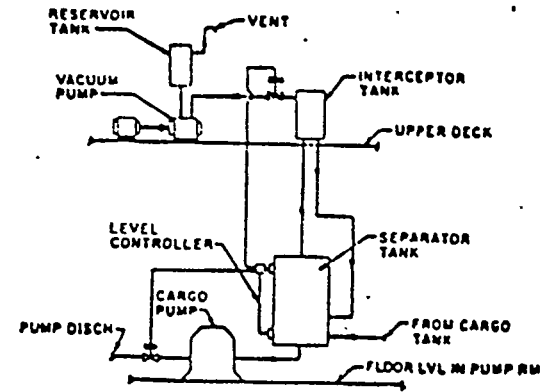 RESERVOIR
TANK
VENT
VACUUM
PUMP
INTERCEPTOR
TANK
UPPER DECK
LEVEL
CONTROLLER
SEPARATOR
TANK
CARGO
PUMP
PUMP DISCH
FROM CARGO
TANK
FLOOR LVL IN PUMP RM